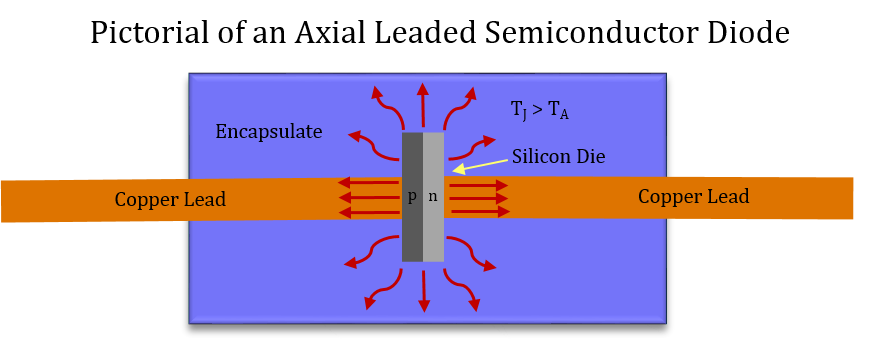 Pictorial of an Axial Leaded Semiconductor Diode
Encapsulate
TJ > TA
Silicon Die
Copper Lead
p n
Copper Lead